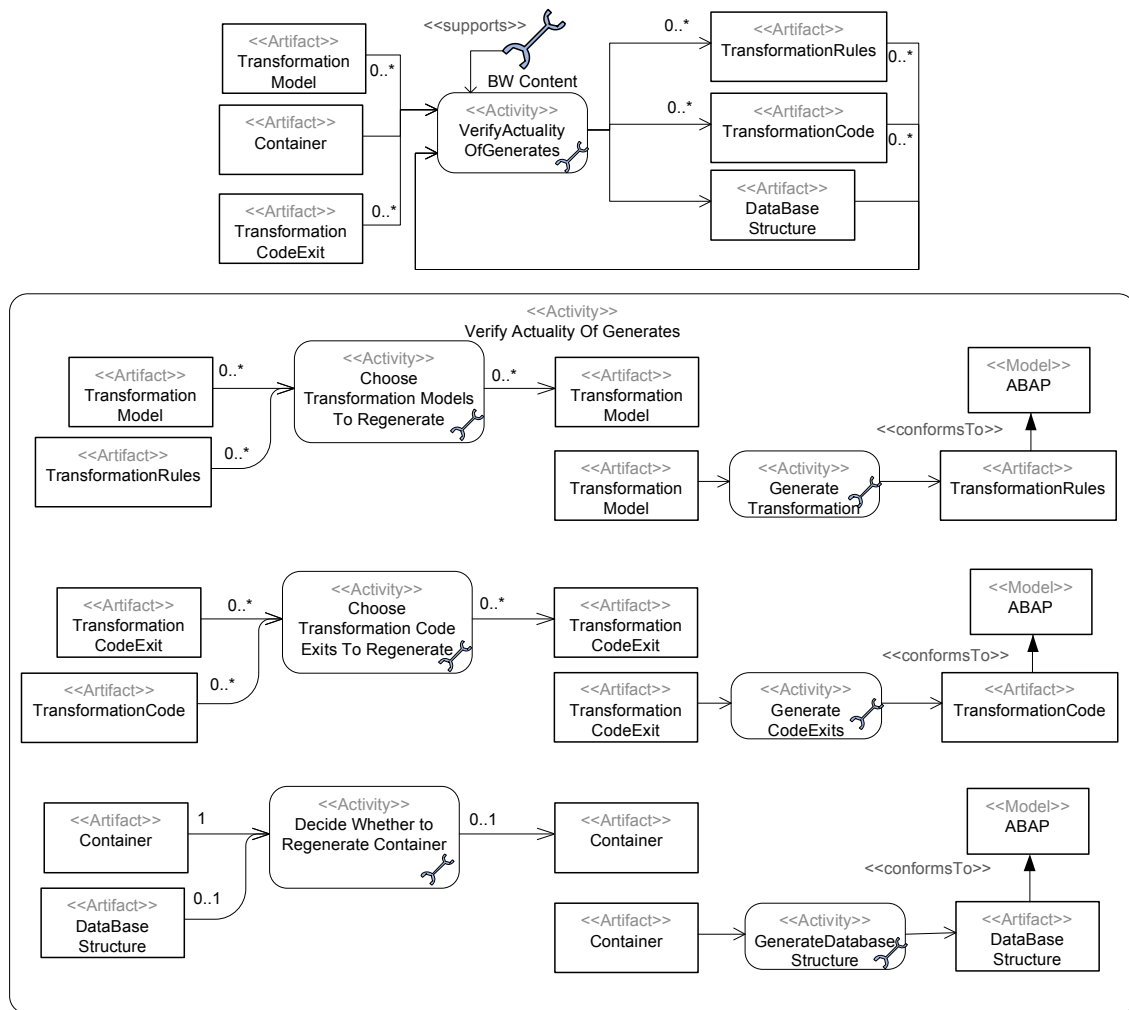 <<supports>>
BW Content
<<Artifact>>
Transformation
Model
0..*
<<Artifact>>
Container
<<Artifact>>
Transformation
CodeExit
0..*
<<Activity>>
VerifyActuality
OfGenerates
0..*
<<Artifact>>
TransformationRules
0..*
0..*
<<Artifact>>
TransformationCode
0..*
<<Artifact>>
DataBase
Structure
<<Activity>>
Verify Actuality Of Generates
<<Artifact>>
Transformation
Model
0..*
<<Artifact>>
TransformationRules
0..*
<<Activity>>
Choose
Transformation Models
To Regenerate
0..*
<<Artifact>>
Transformation
Model
<<Artifact>>
Transformation
Model
<<Activity>>
Generate
Transformation
<<Model>>
ABAP
<<conformsTo>>
<<Artifact>>
TransformationRules
<<Artifact>>
Transformation
CodeExit
0..*
<<Artifact>>
TransformationCode
0..*
<<Activity>>
Choose
Transformation Code
Exits To Regenerate
0..*
<<Artifact>>
Transformation
CodeExit
<<Artifact>>
Transformation
CodeExit
<<Activity>>
Generate
CodeExits
<<Model>>
ABAP
<<conformsTo>>
<<Artifact>>
TransformationCode
<<Artifact>>
Container
1
<<Artifact>>
DataBase
Structure
0..1
<<Activity>>
Decide Whether to
Regenerate Container
0..1
<<Artifact>>
Container
<<Artifact>>
Container
<<Activity>>
GenerateDatabase
Structure
<<Model>>
ABAP
<<conformsTo>>
<<Artifact>>
DataBase
Structure